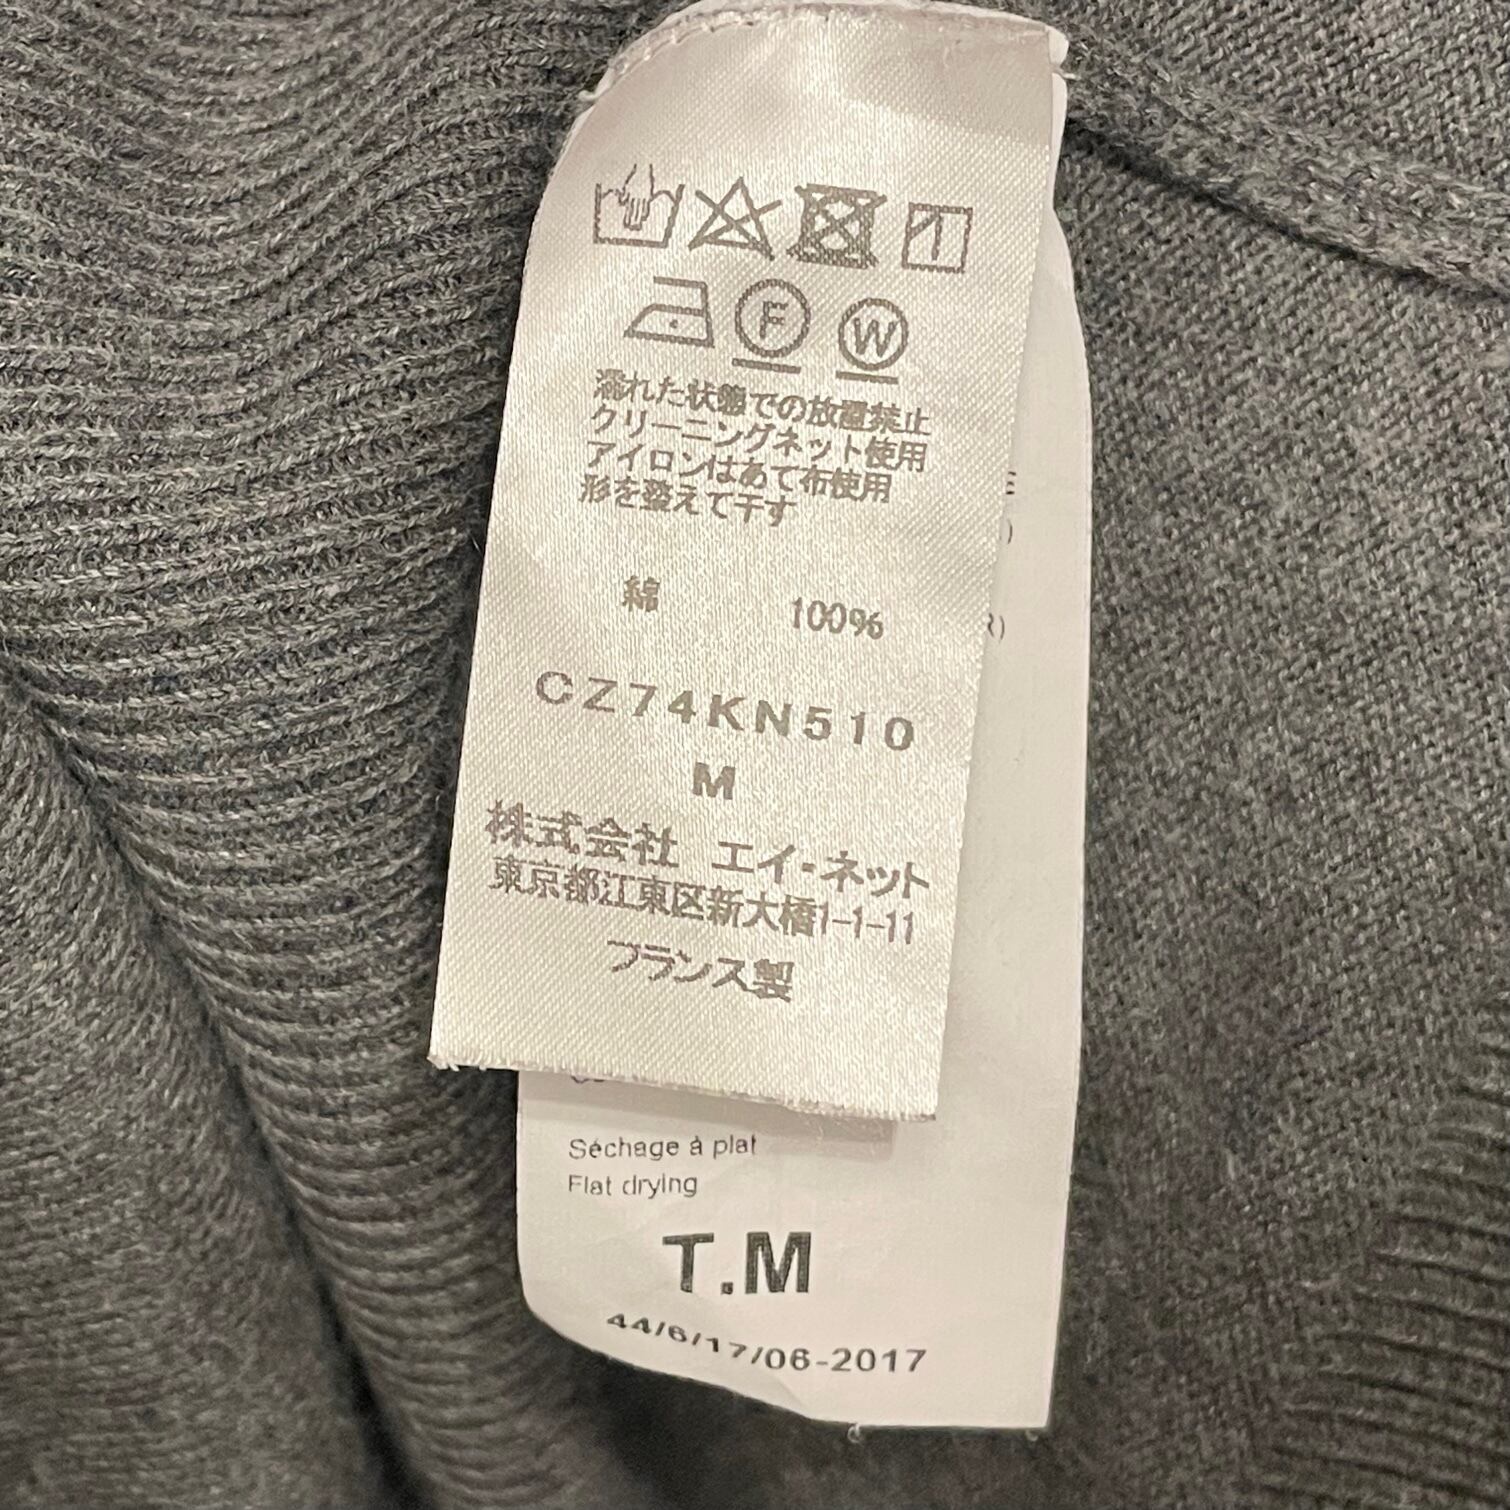 F W
濡れた状態での放置禁止
クリーニングネット使用
アイロンはあて布使用
形を整えて干す
綿 100%
CZ74KN510
M
株式会社 エイ・ネット
東京都江東区新大橋1-1-11
フランス製
Séchage à plat
Flat drying
T.M
44/6/17/06-2017